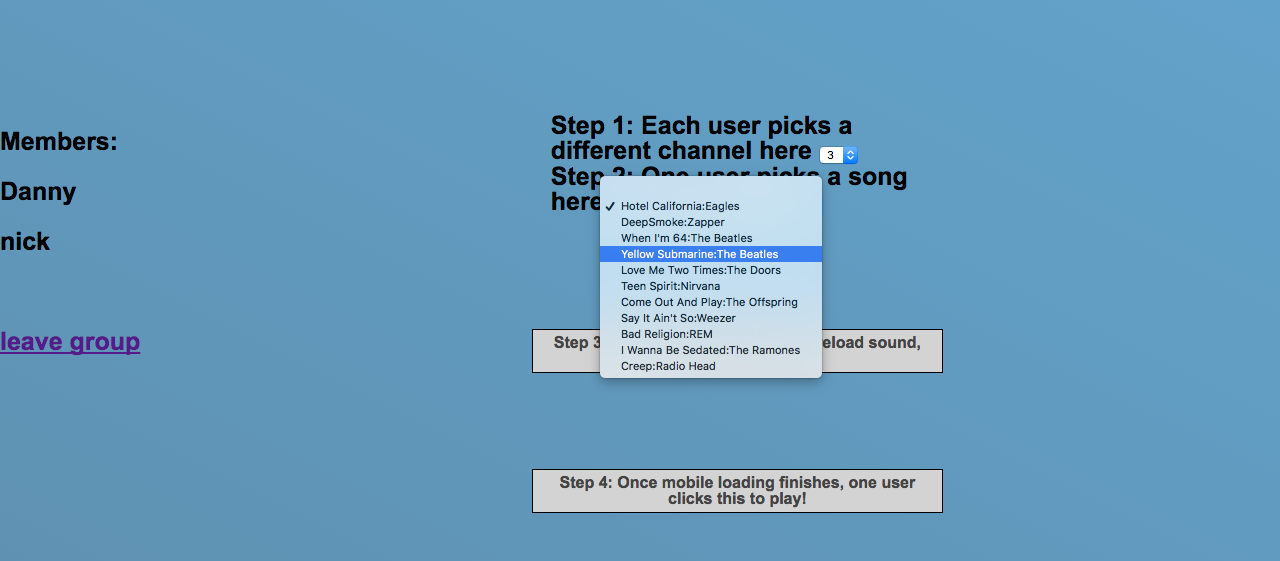 Members:
Danny
nick
leave group
Step 1: Each user picks a
different channel here 3
Step 2: One user picks a song
here
✓ Hotel California:Eagles
DeepSmoke:Zapper
When I'm 64:The Beatles
Yellow Submarine:The Beatles
Love Me Two Times:The Doors
Teen Spirit:Nirvana
Come Out And Play:The Offspring
Say It Ain't So:Weezer
Bad Religion:REM
I Wanna Be Sedated:The Ramones
Creep:Radio Head
Step 3 eload sound,
Step 4: Once mobile loading finishes, one user
clicks this to play!